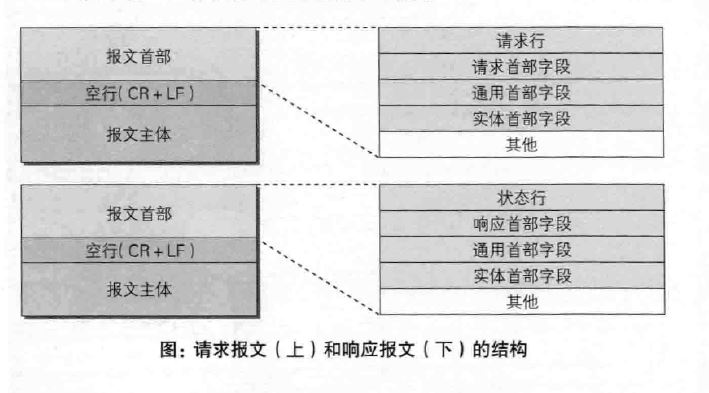 报文首部
空行(CR+LF)
报文主体
请求行
请求首部字段
通用首部字段
实体首部字段
其他
报文首部
空行(CR+LF)
报文主体
状态行
响应首部字段
通用首部字段
实体首部字段
其他
图：请求报文（上）和响应报文（下）的结构